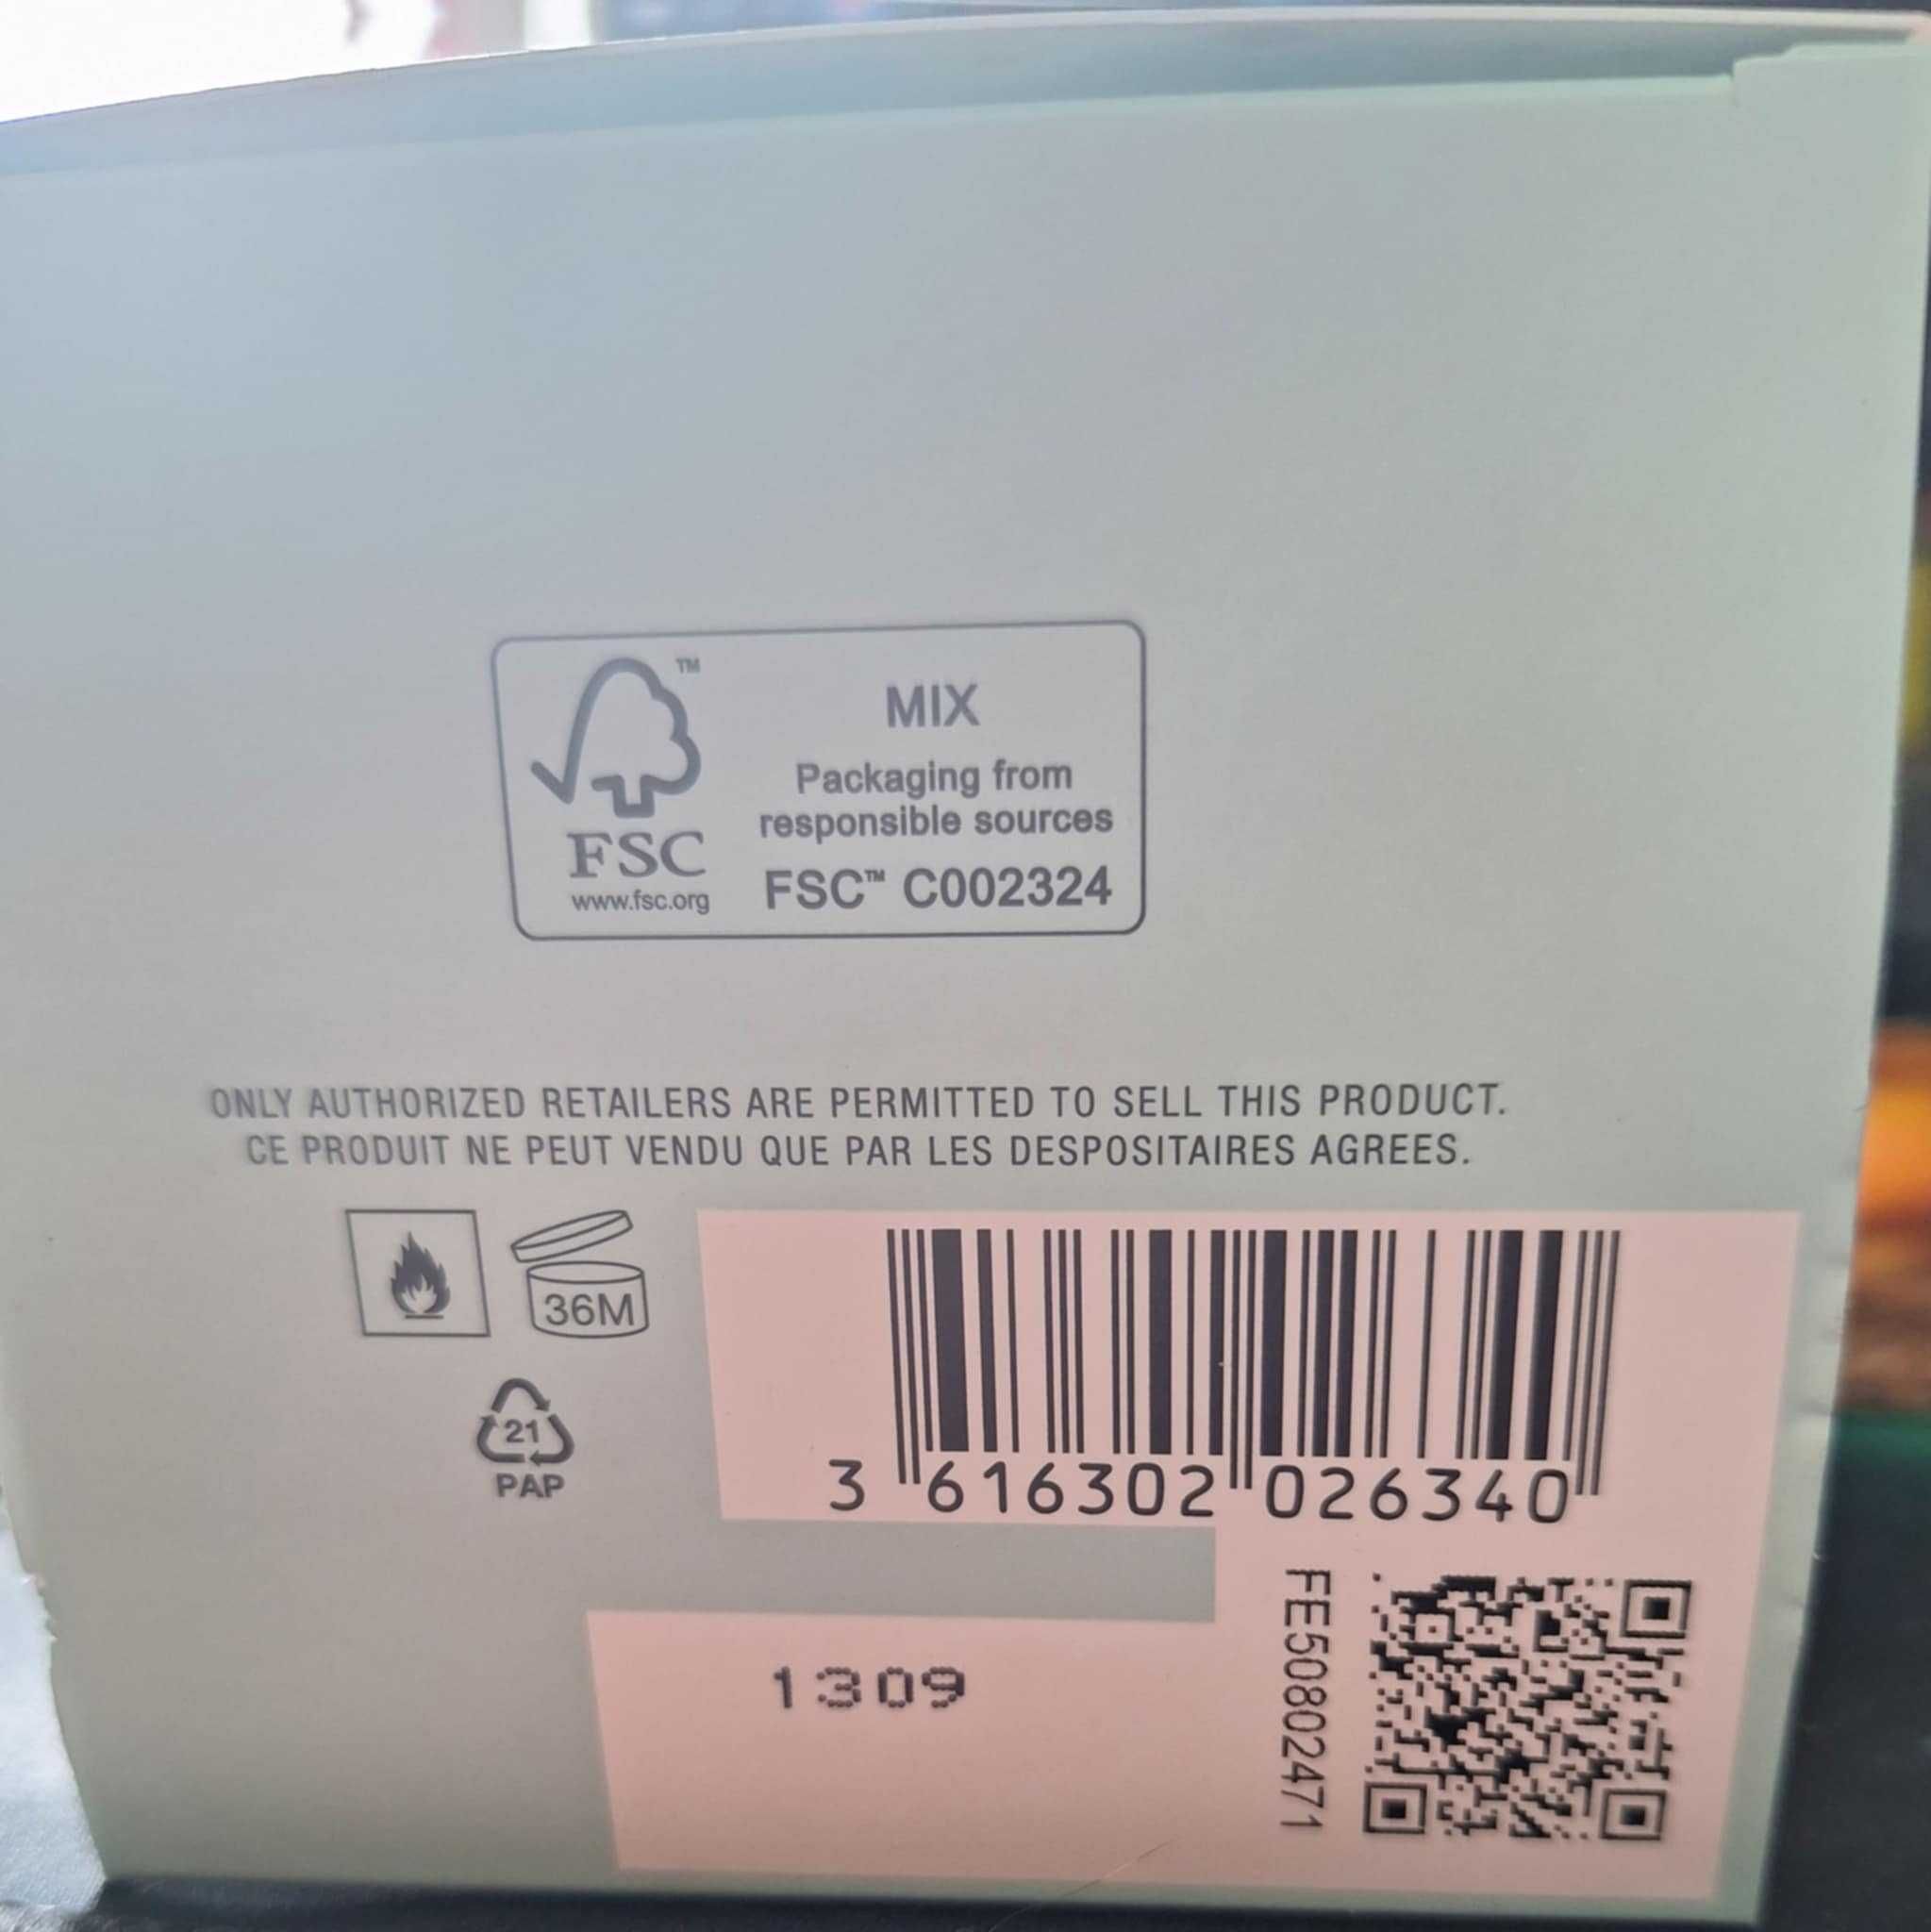 TM
MIX
Packaging from
responsible sources
FSC
www.fsc.org
FSC™ C002324
ONLY AUTHORIZED RETAILERS ARE PERMITTED TO SELL THIS PRODUCT.
CE PRODUIT NE PEUT VENDU QUE PAR LES DESPOSITAIRES AGREES.
36M
21
PAP
3 616302 026340
FE50802471
1309